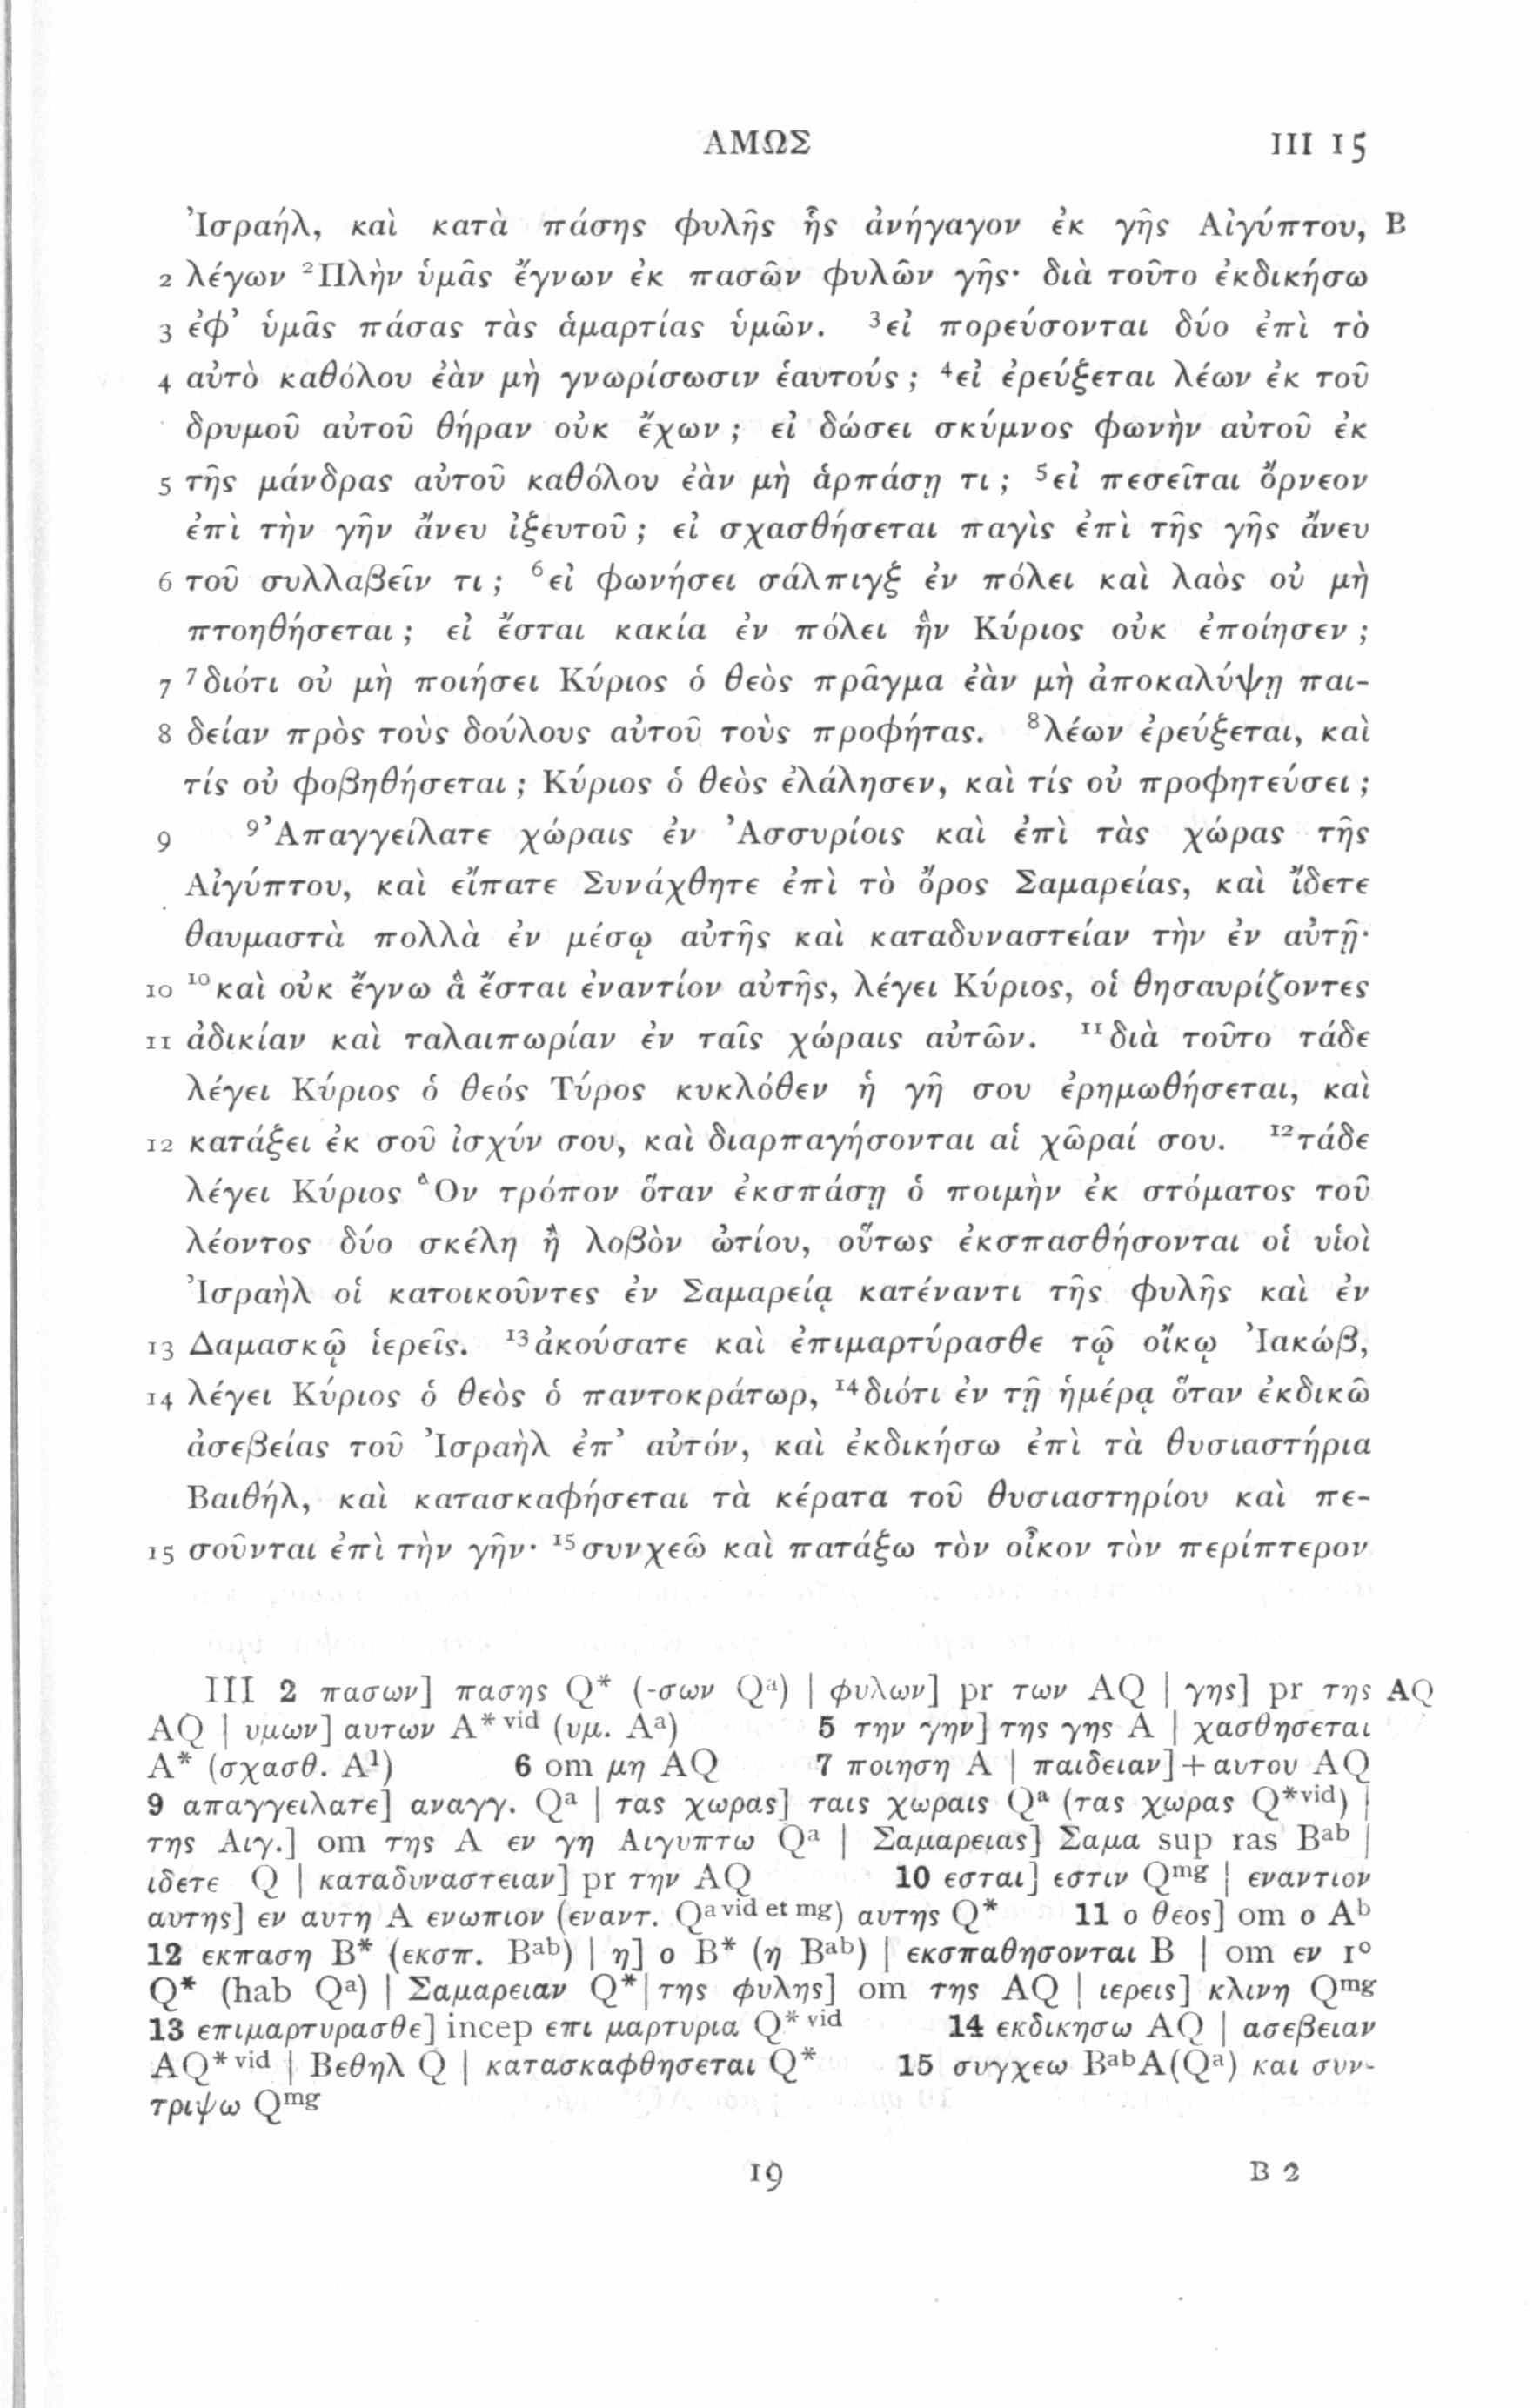 ΑΜΩΣ III 15
Ἰσραήλ, καὶ κατὰ πάσης φυλῆς ἧς ἀνήγαγον ἐκ γῆς Αἰγύπτου, B
2 λέγων ²Πλὴν ὑμᾶς ἔγνων ἐκ πασῶν φυλῶν γῆς· διὰ τοῦτο ἐκδικήσω
3 ἐφ᾽ ὑμᾶς πάσας τὰς ἁμαρτίας ὑμῶν. ³εἰ πορεύσονται δύο ἐπὶ τὸ
4 αὐτὸ καθόλου ἐὰν μὴ γνωρίσωσιν ἑαυτούς; ⁴εἰ ἐρεύξεται λέων ἐκ τοῦ
δρυμοῦ αὐτοῦ θήραν οὐκ ἔχων; εἰ δώσει σκύμνος φωνὴν αὐτοῦ ἐκ
5 τῆς μάνδρας αὐτοῦ καθόλου ἐὰν μὴ ἁρπάσῃ τι; ⁵εἰ πεσεῖται ὄρνεον
ἐπὶ τὴν γῆν ἄνευ ἰξευτοῦ; εἰ σχασθήσεται παγὶς ἐπὶ τῆς γῆς ἄνευ
6 τοῦ συλλαβεῖν τι; ⁶εἰ φωνήσει σάλπιγξ ἐν πόλει καὶ λαὸς οὐ μὴ
πτοηθήσεται; εἰ ἔσται κακία ἐν πόλει ἣν Κύριος οὐκ ἐποίησεν;
7 ⁷διότι οὐ μὴ ποιήσει Κύριος ὁ θεὸς πρᾶγμα ἐὰν μὴ ἀποκαλύψῃ παι-
8 δείαν πρὸς τοὺς δούλους αὐτοῦ τοὺς προφήτας. ⁸λέων ἐρεύξεται, καὶ
τίς οὐ φοβηθήσεται; Κύριος ὁ θεὸς ἐλάλησεν, καὶ τίς οὐ προφητεύσει;
9 ⁹Ἀπαγγείλατε χώραις ἐν Ἀσσυρίοις καὶ ἐπὶ τὰς χώρας τῆς
Αἰγύπτου, καὶ εἴπατε Συνάχθητε ἐπὶ τὸ ὄρος Σαμαρείας, καὶ ἴδετε
θαυμαστὰ πολλὰ ἐν μέσῳ αὐτῆς καὶ καταδυναστείαν τὴν ἐν αὐτῇ·
10 ¹⁰καὶ οὐκ ἔγνω ἃ ἔσται ἐναντίον αὐτῆς, λέγει Κύριος, οἱ θησαυρίζοντες
11 ἀδικίαν καὶ ταλαιπωρίαν ἐν ταῖς χώραις αὐτῶν. ¹¹διὰ τοῦτο τάδε
λέγει Κύριος ὁ θεός Τύρος κυκλόθεν ἡ γῆ σου ἐρημωθήσεται, καὶ
12 κατάξει ἐκ σοῦ ἰσχύν σου, καὶ διαρπαγήσονται αἱ χῶραί σου. ¹²τάδε
λέγει Κύριος Ὃν τρόπον ὅταν ἐκσπάσῃ ὁ ποιμὴν ἐκ στόματος τοῦ
λέοντος δύο σκέλη ἢ λοβὸν ὠτίου, οὕτως ἐκσπασθήσονται οἱ υἱοὶ
Ἰσραὴλ οἱ κατοικοῦντες ἐν Σαμαρείᾳ κατέναντι τῆς φυλῆς καὶ ἐν
13 Δαμασκῷ ἱερεῖς. ¹³ἀκούσατε καὶ ἐπιμαρτύρασθε τῷ οἴκῳ Ἰακώβ,
14 λέγει Κύριος ὁ θεὸς ὁ παντοκράτωρ, ¹⁴διότι ἐν τῇ ἡμέρᾳ ὅταν ἐκδικῶ
ἀσεβείας τοῦ Ἰσραὴλ ἐπ᾽ αὐτόν, καὶ ἐκδικήσω ἐπὶ τὰ θυσιαστήρια
Βαιθήλ, καὶ κατασκαφήσεται τὰ κέρατα τοῦ θυσιαστηρίου καὶ πε-
15 σοῦνται ἐπὶ τὴν γῆν· ¹⁵συνχεῶ καὶ πατάξω τὸν οἶκον τὸν περίπτερον
III 2 πασων] πασης Q* (-σων Qᵃ) | φυλων] pr των AQ | γης] pr της AQ
AQ | υμων] αυτων A*ᵛⁱᵈ (υμ. Aᵃ) 5 την γην] της γης A | χασθησεται
A* (σχασθ. A¹) 6 om μη AQ 7 ποιηση A | παιδειαν]+αυτου AQ
9 απαγγειλατε] αναγγ. Qᵃ | τας χωρας] ταις χωραις Qᵃ (τας χωρας Q*ᵛⁱᵈ) |
της Αιγ.] om της A εν γη Αιγυπτω Qᵃ | Σαμαρειας] Σαμα sup ras Bᵃᵇ |
ιδετε Q | καταδυναστειαν] pr την AQ 10 εσται] εστιν Qᵐᵍ | εναντιον
αυτης] εν αυτη A ενωπιον (εναντ. Qᵃ ᵛⁱᵈ ᵉᵗ ᵐᵍ) αυτης Q* 11 ο θεος] om ο Aᵇ
12 εκπαση B* (εκσπ. Bᵃᵇ) | η] ο B* (η Bᵃᵇ) | εκσπαθησονται B | om εν 1°
Q* (hab Qᵃ) | Σαμαρειαν Q* | της φυλης] om της AQ | ιερεις] κλινη Qᵐᵍ
13 επιμαρτυρασθε] incep επι μαρτυρια Q* ᵛⁱᵈ 14 εκδικησω AQ | ασεβειαν
AQ* ᵛⁱᵈ | Βεθηλ Q | κατασκαφθησεται Q* 15 συγχεω BᵃᵇA(Qᵃ) και συν-
τριψω Qᵐᵍ
19 B 2